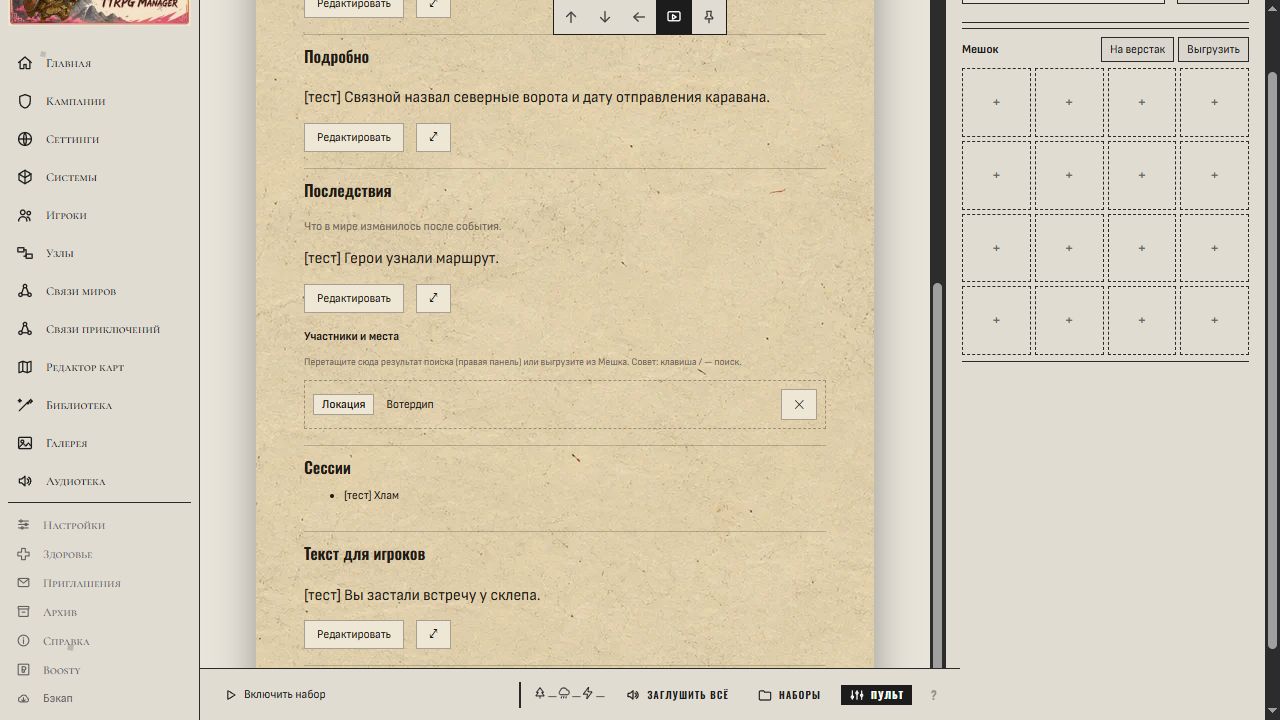 TTRPG MANAGER
Главная
Кампании
Сеттинги
Системы
Игроки
Узлы
Связи миров
Связи приключений
Редактор карт
Библиотека
Галерея
Аудиотека
Настройки
Здоровье
Приглашения
Архив
Справка
Boosty
Бэкап
Редактировать
Подробно
[тест] Связной назвал северные ворота и дату отправления каравана.
Редактировать
Последствия
Что в мире изменилось после события.
[тест] Герои узнали маршрут.
Редактировать
Участники и места
Перетащите сюда результат поиска (правая панель) или выгрузите из Мешка. Совет: клавиша / — поиск.
Локация Вотердип
Сессии
• [тест] Хлам
Текст для игроков
[тест] Вы застали встречу у склепа.
Редактировать
Включить набор
— — —
ЗАГЛУШИТЬ ВСЁ
НАБОРЫ
ПУЛЬТ
?
Мешок
На верстак
Выгрузить
+ + + +
+ + + +
+ + + +
+ + + +